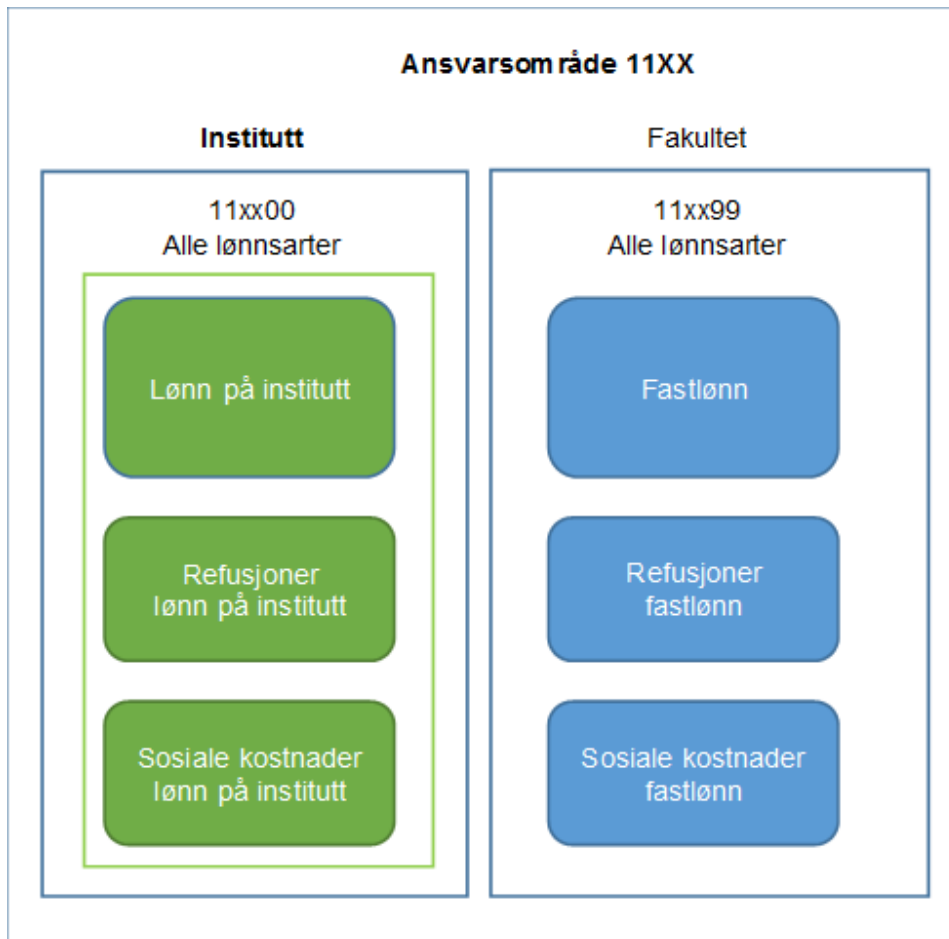 Ansvarsområde 11XX
Institutt
11xx00
Alle lønnsarter
Lønn på institutt
Refusjoner
lønn på institutt
Sosiale kostnader
lønn på institutt
Fakultet
11xx99
Alle lønnsarter
Fastlønn
Refusjoner
fastlønn
Sosiale kostnader
fastlønn